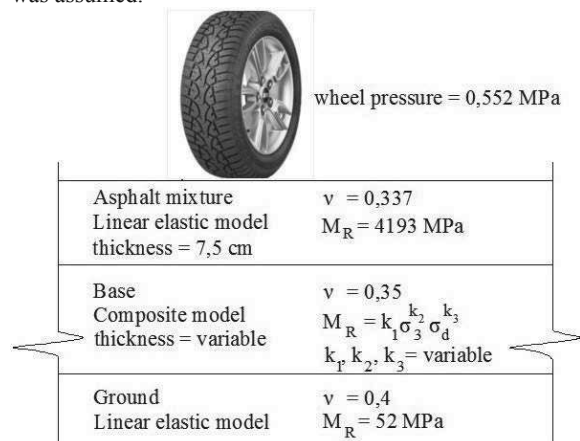 was assumed.
wheel pressure = 0,552 MPa
Asphalt mixture ν = 0,337
Linear elastic model M_R = 4193 MPa
thickness = 7,5 cm
Base ν = 0,35
Composite model M_R = k_1σ_3^{k_2}σ_d^{k_3}
thickness = variable
k_1, k_2, k_3 = variable
Ground ν = 0,4
Linear elastic model M_R = 52 MPa